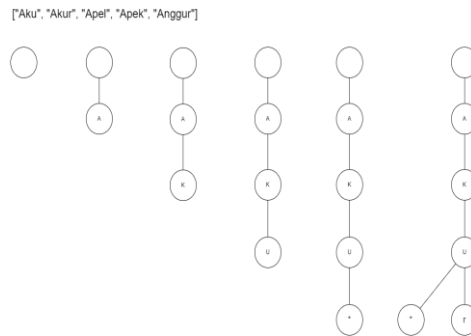 ["Aku", "Akur", "Apel", "Apek", "Anggur"]
A A A A A
K K K K
U U U
* * r